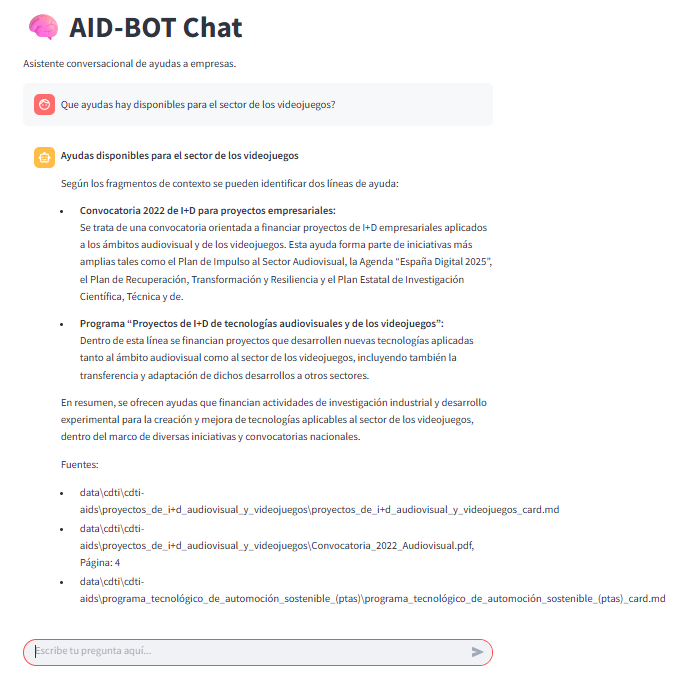 AID-BOT Chat
Asistente conversacional de ayudas a empresas.
Que ayudas hay disponibles para el sector de los videojuegos?
Ayudas disponibles para el sector de los videojuegos
Según los fragmentos de contexto se pueden identificar dos líneas de ayuda:
• Convocatoria 2022 de I+D para proyectos empresariales:
Se trata de una convocatoria orientada a financiar proyectos de I+D empresariales aplicados
a los ámbitos audiovisual y de los videojuegos. Esta ayuda forma parte de iniciativas más
amplias tales como el Plan de Impulso al Sector Audiovisual, la Agenda “España Digital 2025”,
el Plan de Recuperación, Transformación y Resiliencia y el Plan Estatal de Investigación
Científica, Técnica y de.
• Programa “Proyectos de I+D de tecnologías audiovisuales y de los videojuegos”:
Dentro de esta línea se financian proyectos que desarrollen nuevas tecnologías aplicadas
tanto al ámbito audiovisual como al sector de los videojuegos, incluyendo también la
transferencia y adaptación de dichos desarrollos a otros sectores.
En resumen, se ofrecen ayudas que financian actividades de investigación industrial y desarrollo
experimental para la creación y mejora de tecnologías aplicables al sector de los videojuegos,
dentro del marco de diversas iniciativas y convocatorias nacionales.
Fuentes:
• data\cdti\cdti-
aids\proyectos_de_i+d_audiovisual_y_videojuegos\proyectos_de_i+d_audiovisual_y_videojuegos_card.md
• data\cdti\cdti-
aids\proyectos_de_i+d_audiovisual_y_videojuegos\Convocatoria_2022_Audiovisual.pdf,
Página: 4
• data\cdti\cdti-
aids\programa_tecnológico_de_automoción_sostenible_(ptas)\programa_tecnológico_de_automoción_sostenible_(ptas)_card.md
Escribe tu pregunta aquí...